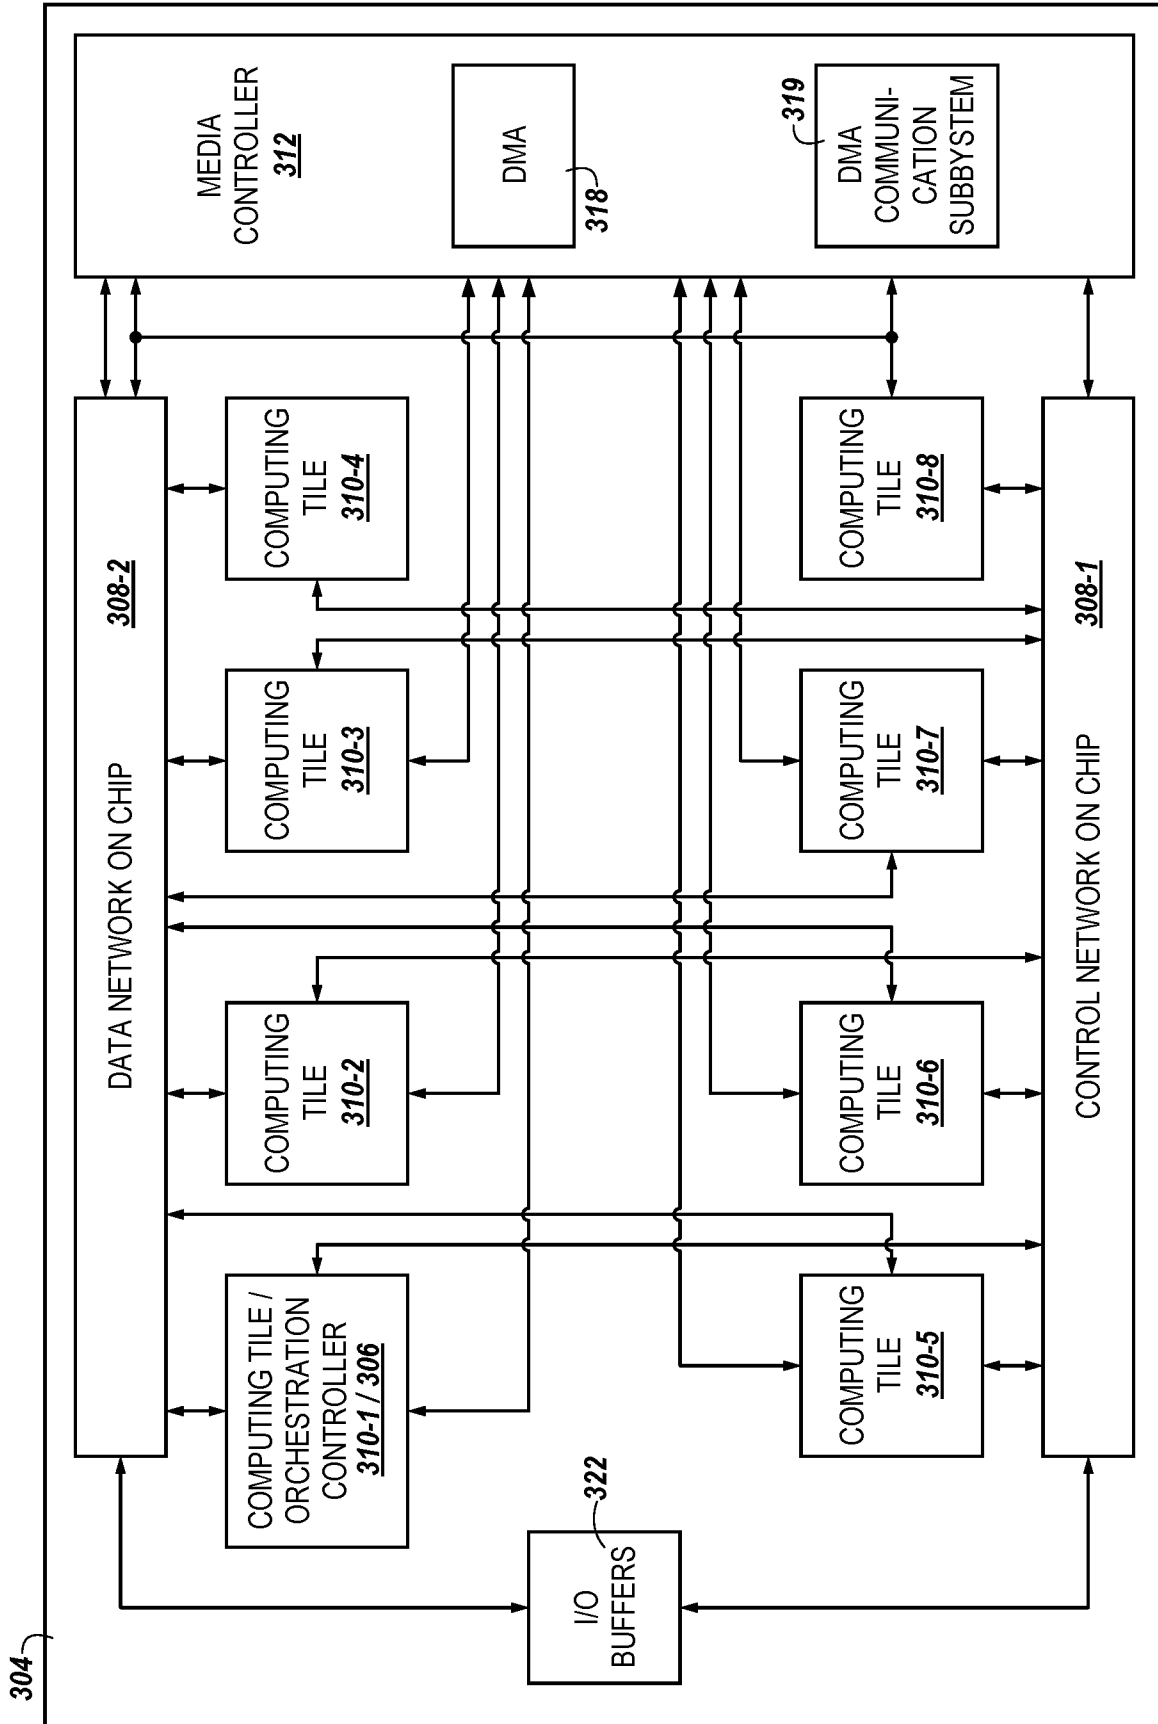 304
DATA NETWORK ON CHIP
308-2
COMPUTING TILE /
ORCHESTRATION
CONTROLLER
310-1 / 306
COMPUTING
TILE
310-2
COMPUTING
TILE
310-3
COMPUTING
TILE
310-4
MEDIA
CONTROLLER
312
DMA
318
319
DMA
COMMUNI-
CATION
SUBBYSTEM
I/O
BUFFERS
322
COMPUTING
TILE
310-5
COMPUTING
TILE
310-6
COMPUTING
TILE
310-7
COMPUTING
TILE
310-8
CONTROL NETWORK ON CHIP
308-1